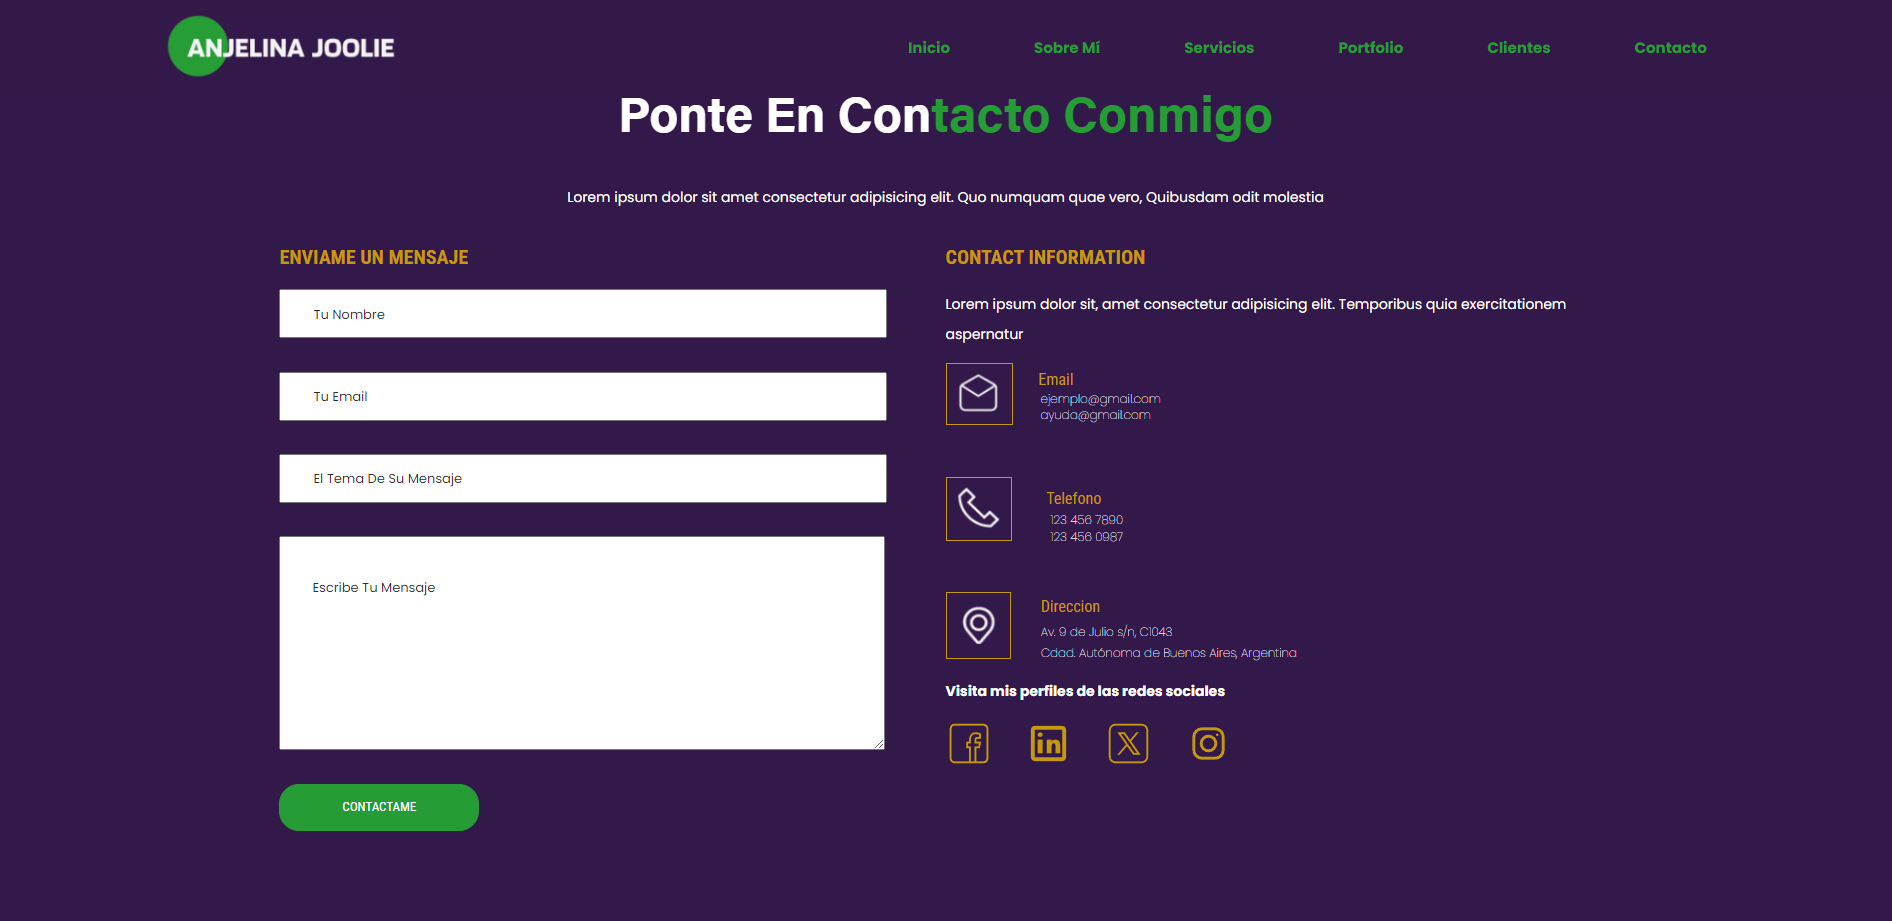 ANJELINA JOOLIE
Inicio Sobre Mí Servicios Portfolio Clientes Contacto
Ponte En Contacto Conmigo
Lorem ipsum dolor sit amet consectetur adipisicing elit. Quo numquam quae vero, Quibusdam odit molestia
ENVIAME UN MENSAJE
Tu Nombre
Tu Email
El Tema De Su Mensaje
Escribe Tu Mensaje
CONTACTAME
CONTACT INFORMATION
Lorem ipsum dolor sit, amet consectetur adipisicing elit. Temporibus quia exercitationem
aspernatur
Email
ejemplo@gmail.com
ayuda@gmail.com
Telefono
123 456 7890
123 456 0987
Direccion
Av. 9 de Julio s/n, C1043
Cdad. Autónoma de Buenos Aires, Argentina
Visita mis perfiles de las redes sociales